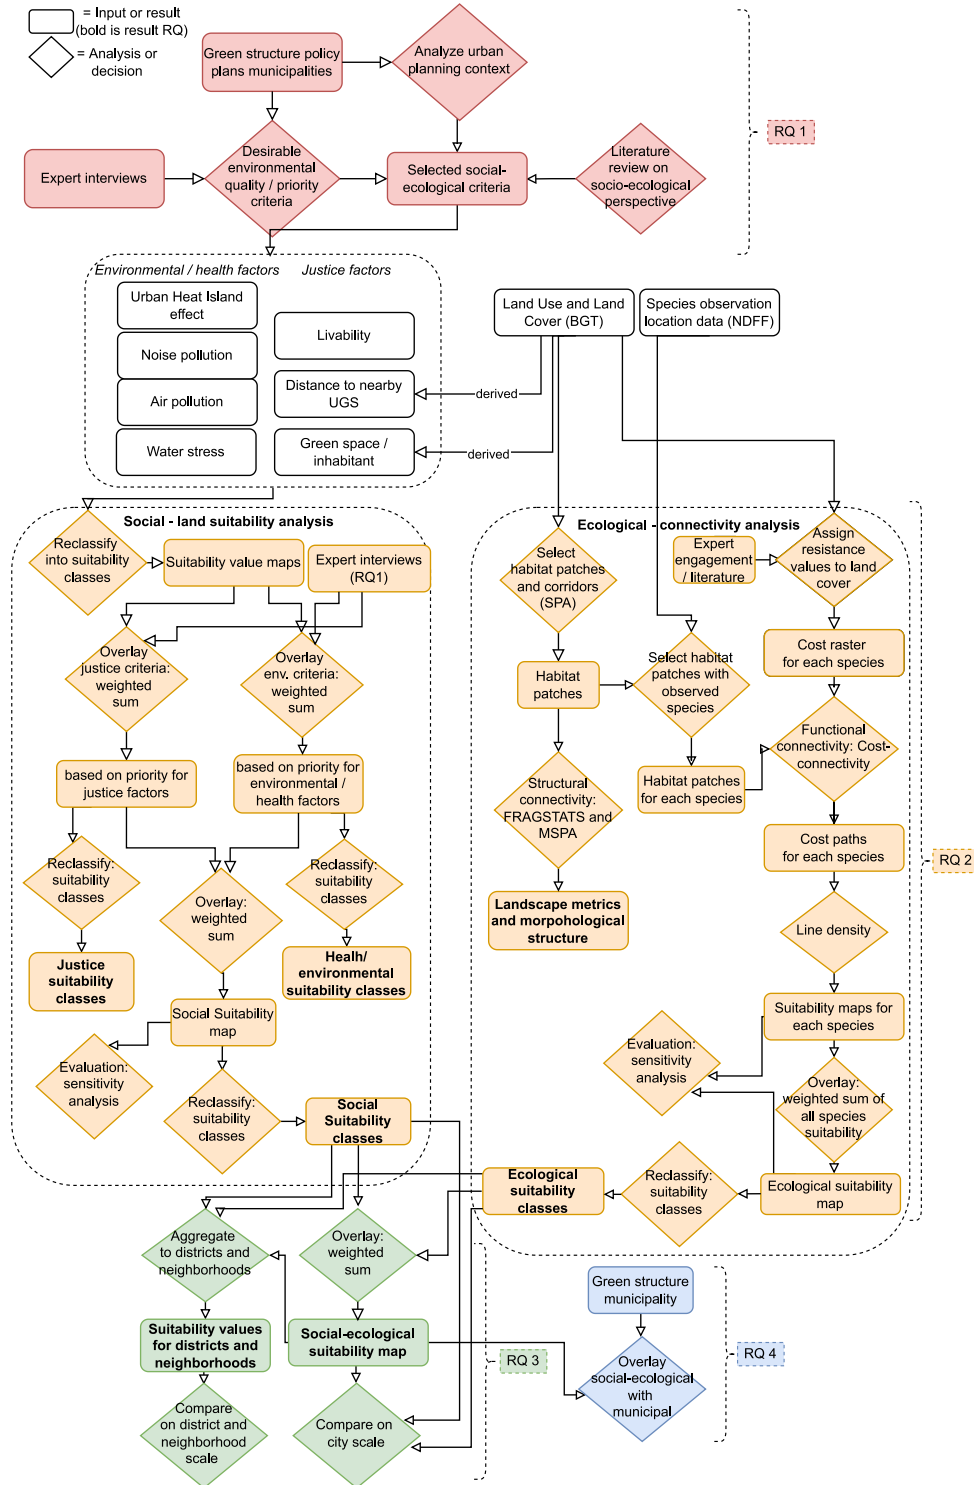 = Input or result
(bold is result RQ)
= Analysis or
decision
Green structure policy
plans municipalities
Analyze urban
planning context
RQ 1
Expert interviews
Desirable
environmental
quality / priority
criteria
Selected social-
ecological criteria
Literature
review on
socio-ecological
perspective
Environmental / health factors
Justice factors
Urban Heat Island
effect
Noise pollution
Air pollution
Water stress
Livability
Distance to nearby
UGS
Green space /
inhabitant
Land Use and Land
Cover (BGT)
Species observation
location data (NDFF)
derived
derived
Social - land suitability analysis
Reclassify
into suitability
classes
Suitability value maps
Expert interviews
(RQ1)
Overlay
justice criteria:
weighted
sum
Overlay
env. criteria:
weighted
sum
based on priority for
justice factors
based on priority for
environmental /
health factors
Reclassify:
suitability
classes
Overlay:
weighted
sum
Reclassify:
suitability
classes
Justice
suitability
classes
Healh/
environmental
suitability classes
Social Suitability
map
Evaluation:
sensitivity
analysis
Reclassify:
suitability
classes
Social
Suitability
classes
Ecological - connectivity analysis
Select
habitat patches
and corridors
(SPA)
Expert
engagement
/ literature
Assign
resistance
values to land
cover
Cost raster
for each species
Habitat
patches
Select habitat
patches with
observed
species
Functional
connectivity: Cost-
connectivity
Structural
connectivity:
FRAGSTATS and
MSPA
Habitat patches
for each species
Cost paths
for each species
RQ 2
Landscape metrics
and morpohological
structure
Line density
Suitability maps for
each species
Evaluation:
sensitivity
analysis
Overlay:
weighted sum of
all species
suitability
Ecological
suitability
classes
Reclassify:
suitability
classes
Ecological suitability
map
Aggregate
to districts and
neighborhoods
Overlay:
weighted
sum
Suitability values
for districts and
neighborhoods
Social-ecological
suitability map
Compare
on district and
neighborhood
scale
Compare on
city scale
RQ 3
Green structure
municipality
Overlay
social-ecological
with
municipal
RQ 4